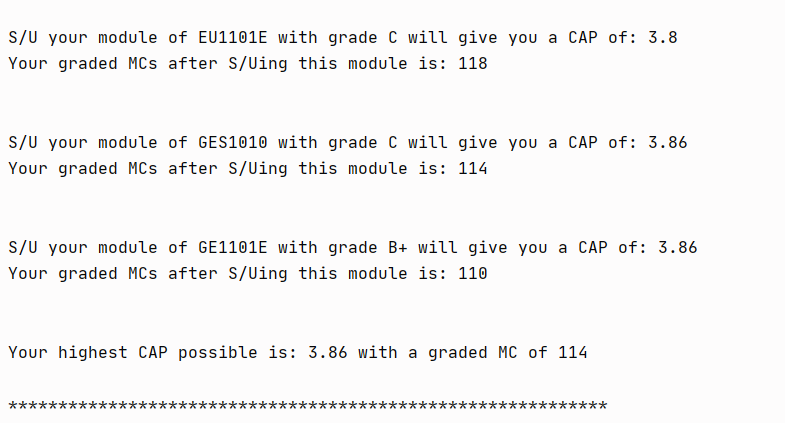 S/U your module of EU1101E with grade C will give you a CAP of: 3.8
Your graded MCs after S/Uing this module is: 118
S/U your module of GES1010 with grade C will give you a CAP of: 3.86
Your graded MCs after S/Uing this module is: 114
S/U your module of GE1101E with grade B+ will give you a CAP of: 3.86
Your graded MCs after S/Uing this module is: 110
Your highest CAP possible is: 3.86 with a graded MC of 114
************************************************************